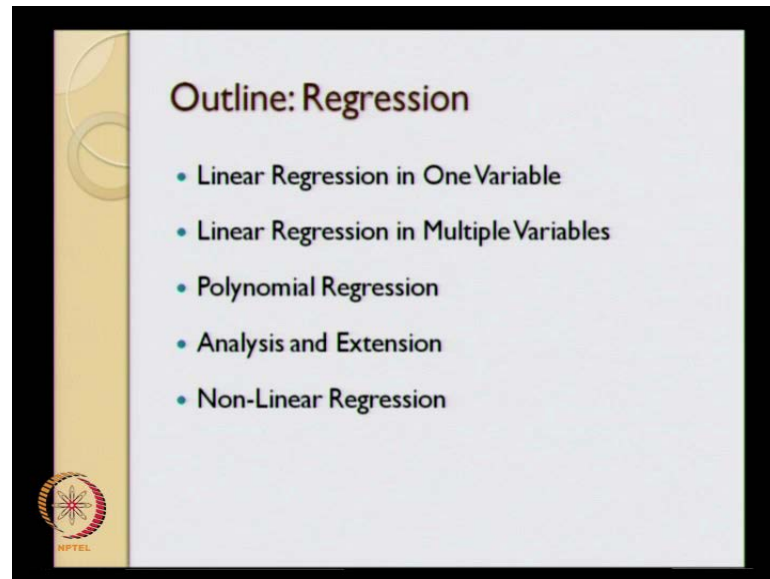 Outline: Regression
• Linear Regression in One Variable
• Linear Regression in Multiple Variables
• Polynomial Regression
• Analysis and Extension
• Non-Linear Regression
NPTEL